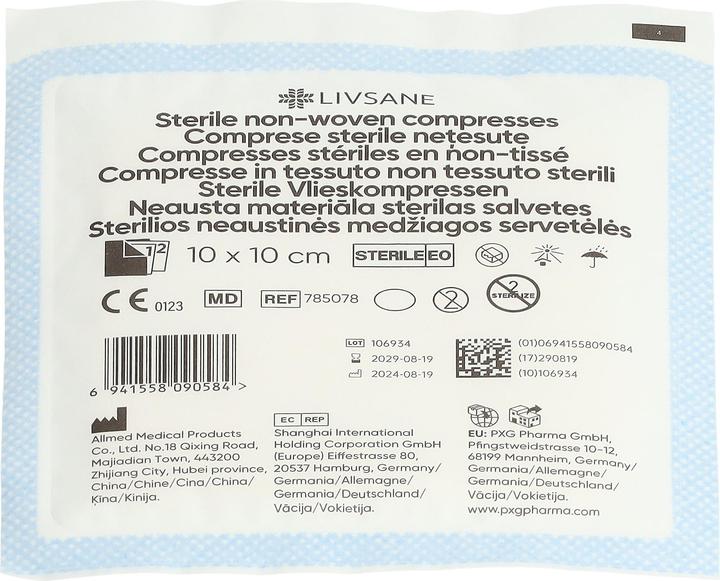 4
LIVSANE
Sterile non-woven compresses
Comprese sterile nețesute
Compresses stériles en non-tissé
Compresse in tessuto non tessuto sterili
Sterile Vlieskompressen
Neausta materiāla sterilas salvetes
Sterilios neaustinės medžiagos servetėlės
1 2 10 x 10 cm STERILE EO
CE 0123 MD REF 785078 2 2 STERILIZE
LOT 106934
2029-08-19
2024-08-19
(01)06941558090584
(17)290819
(10)106934
6 941558 090584 >
Allmed Medical Products
Co., Ltd. No.18 Qixing Road,
Majiadian Town, 443200
Zhijiang City, Hubei province,
China/Chine/Cina/China/
Ķīna/Kinija.
EC REP
Shanghai International
Holding Corporation GmbH
(Europe) Eiffestrasse 80,
20537 Hamburg, Germany/
Germania/Allemagne/
Germania/Deutschland/
Vācija/Vokietija.
EU: PXG Pharma GmbH,
Pfingstweidstrasse 10-12,
68199 Mannheim, Germany/
Germania/Allemagne/
Germania/Deutschland/
Vācija/Vokietija.
www.pxgpharma.com